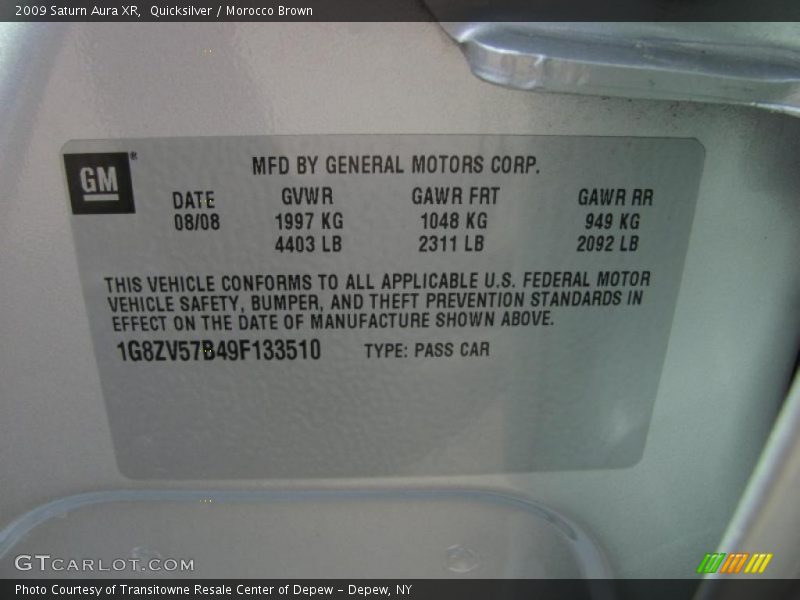 2009 Saturn Aura XR, Quicksilver / Morocco Brown
GM®
MFD BY GENERAL MOTORS CORP.
DATE GVWR GAWR FRT GAWR RR
08/08 1997 KG 1048 KG 949 KG
4403 LB 2311 LB 2092 LB
THIS VEHICLE CONFORMS TO ALL APPLICABLE U.S. FEDERAL MOTOR
VEHICLE SAFETY, BUMPER, AND THEFT PREVENTION STANDARDS IN
EFFECT ON THE DATE OF MANUFACTURE SHOWN ABOVE.
1G8ZV57B49F133510 TYPE: PASS CAR
GTCARLOT.COM
Photo Courtesy of Transitowne Resale Center of Depew – Depew, NY